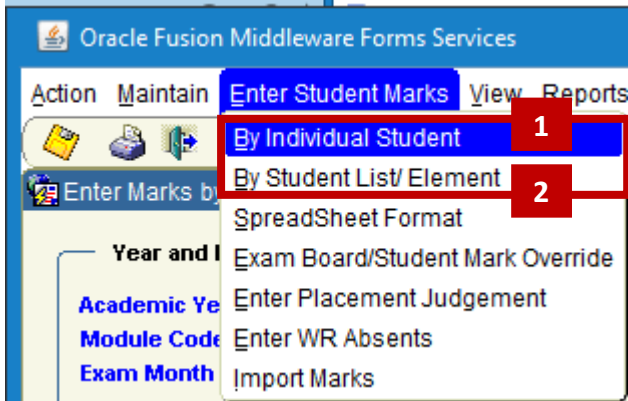 Oracle Fusion Middleware Forms Services
Action Maintain Enter Student Marks View Reports
By Individual Student 1
By Student List/ Element 2
Enter Marks by
SpreadSheet Format
Year and
Exam Board/Student Mark Override
Academic Ye
Enter Placement Judgement
Module Code
Enter WR Absents
Exam Month
Import Marks